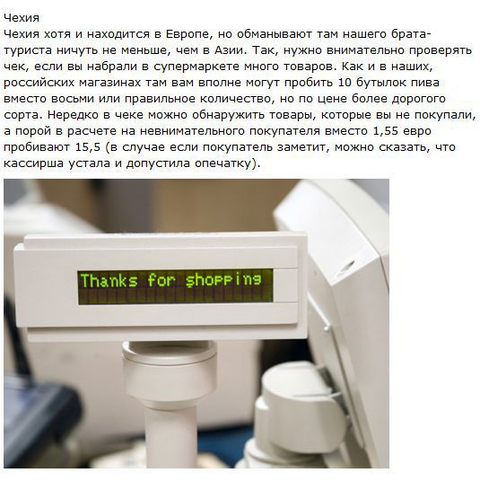 Чехия
Чехия хотя и находится в Европе, но обманывают там нашего брата-
туриста ничуть не меньше, чем в Азии. Так, нужно внимательно проверять
чек, если вы набрали в супермаркете много товаров. Как и в наших,
российских магазинах там вам вполне могут пробить 10 бутылок пива
вместо восьми или правильное количество, но по цене более дорогого
сорта. Нередко в чеке можно обнаружить товары, которые вы не покупали,
а порой в расчете на невнимательного покупателя вместо 1,55 евро
пробивают 15,5 (в случае если покупатель заметит, можно сказать, что
кассирша устала и допустила опечатку).
Thanks for shopping